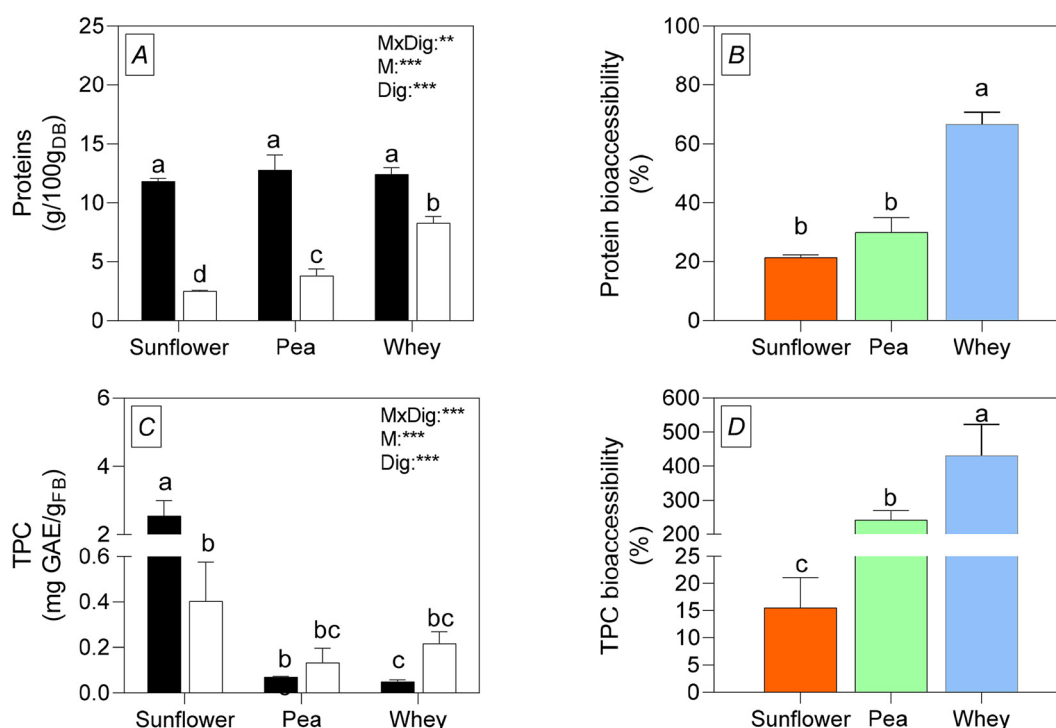 A
MxDig:**
M:***
Dig:***
Proteins
(g/100gDB)
25
20
15
10
5
0
a
a
a
d
c
b
Sunflower
Pea
Whey
B
Protein bioaccessibility
(%)
100
80
60
40
20
0
b
b
a
Sunflower
Pea
Whey
C
MxDig:***
M:***
Dig:***
TPC
(mg GAE/gFB)
6
4
2
0.6
0.4
0.2
0.0
a
b
b
bc
c
bc
Sunflower
Pea
Whey
D
TPC bioaccessibility
(%)
600
500
400
300
200
25
20
15
10
5
0
c
b
a
Sunflower
Pea
Whey